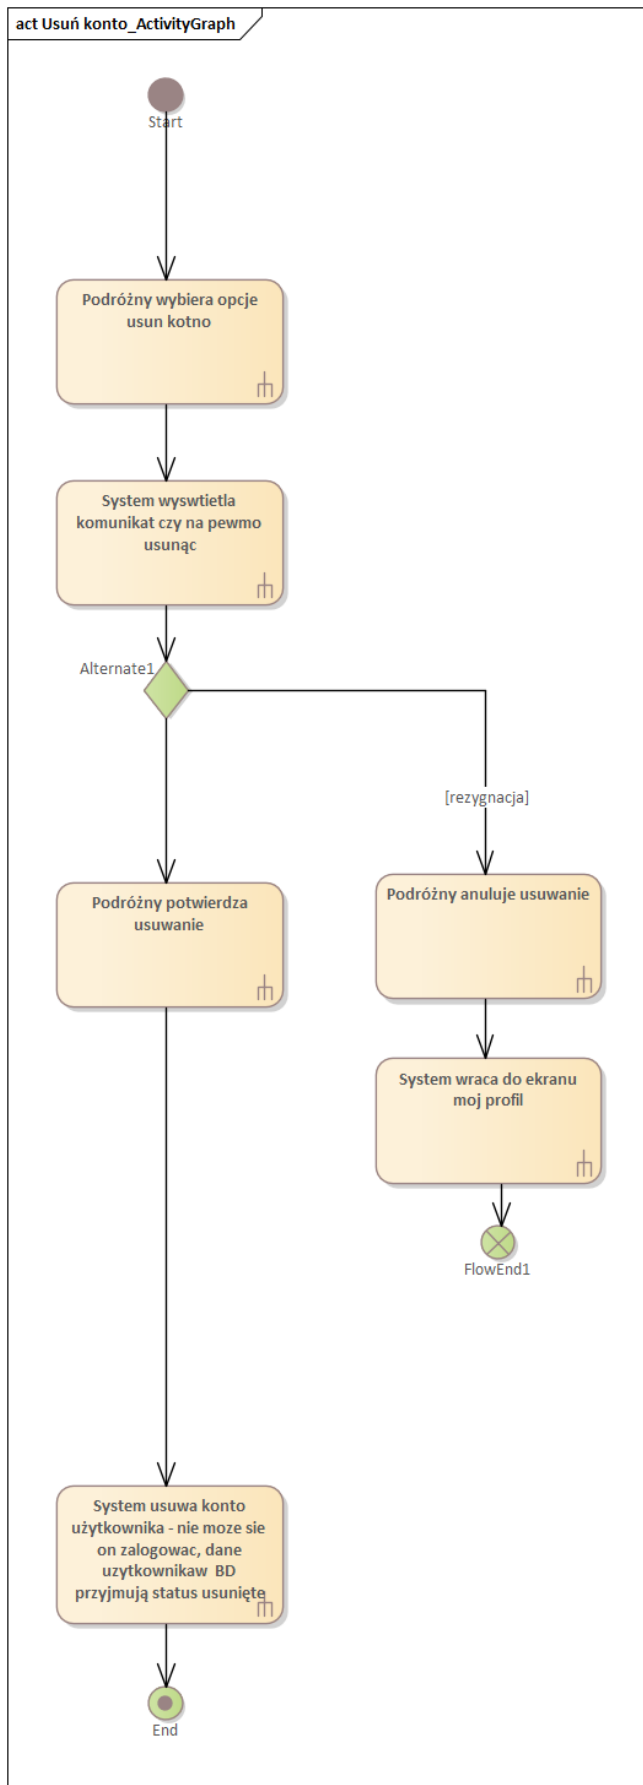 act Usuń konto_ActivityGraph
Start
Podróżny wybiera opcje
usun kotno
System wyswtietla
komunikat czy na pewmo
usunąc
Alternate1
[rezygnacja]
Podróżny potwierdza
usuwanie
Podróżny anuluje usuwanie
System wraca do ekranu
moj profil
FlowEnd1
System usuwa konto
użytkownika - nie moze sie
on zalogowac, dane
uzytkownikaw BD
przyjmują status usunięte
End